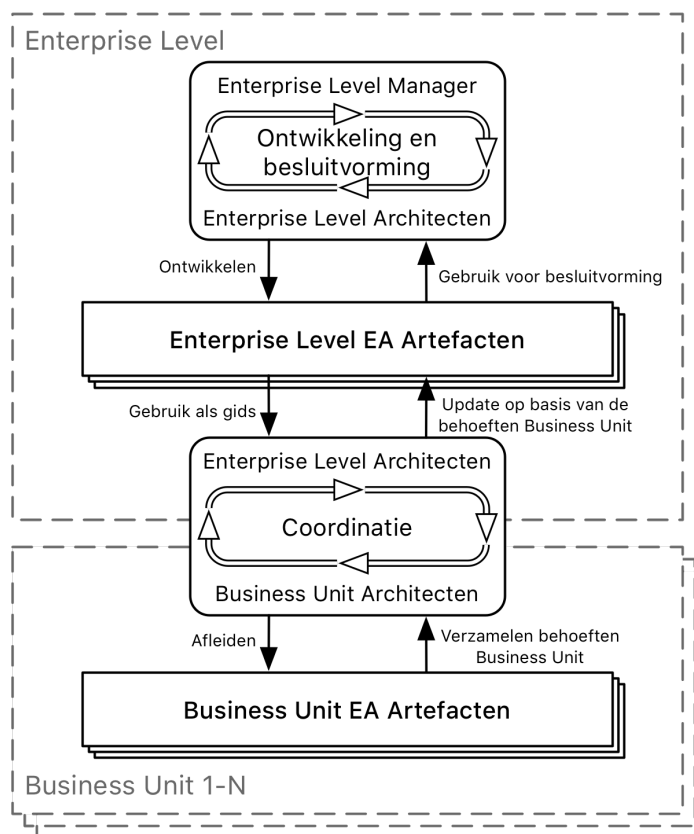 Enterprise Level
Enterprise Level Manager
Ontwikkeling en
besluitvorming
Enterprise Level Architecten
Ontwikkelen
Gebruik voor besluitvorming
Enterprise Level EA Artefacten
Gebruik als gids
Update op basis van de
behoeften Business Unit
Enterprise Level Architecten
Coordinatie
Business Unit Architecten
Afleiden
Verzamelen behoeften
Business Unit
Business Unit EA Artefacten
Business Unit 1-N